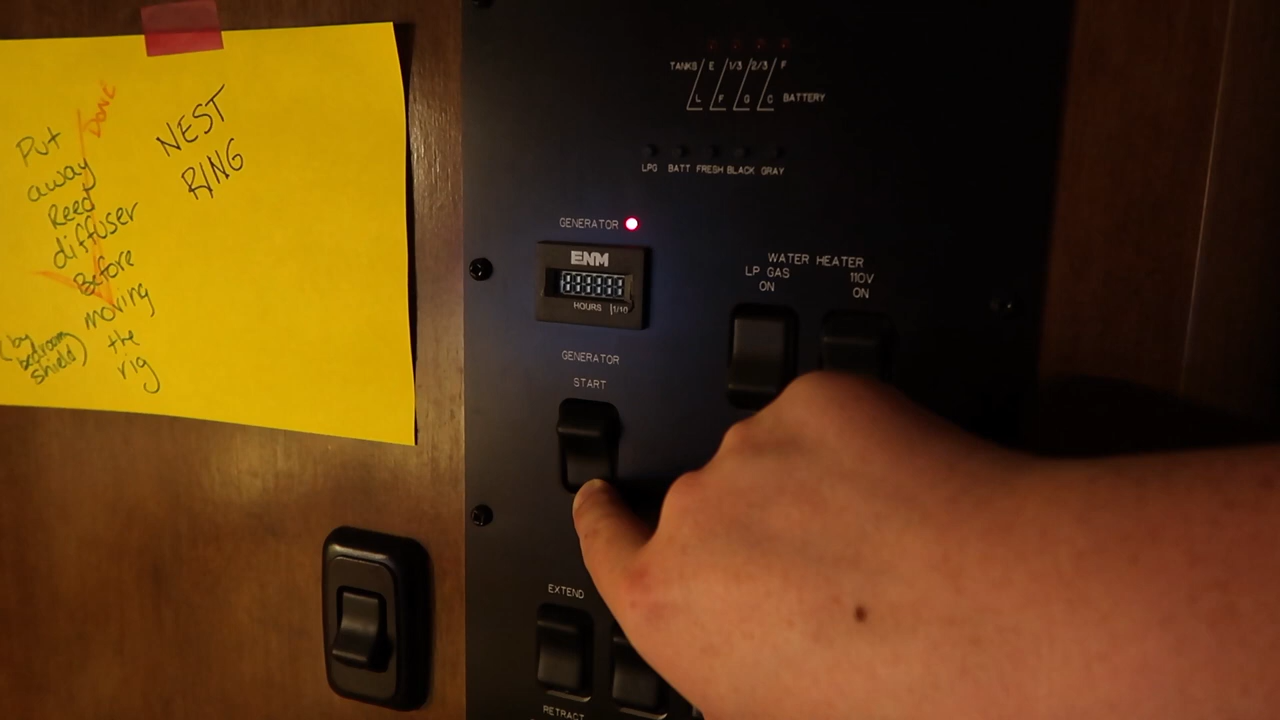 DONE
Put
away
Reed
diffuser
Before
moving
the
rig
(by
bedroom
shield)
NEST
RING
TANKS E 1/3 2/3 F
L F G C BATTERY
LPG BATT FRESH BLACK GRAY
GENERATOR
ENM
HOURS 1/10
GENERATOR
START
WATER HEATER
LP GAS 110V
ON ON
EXTEND
RETRACT